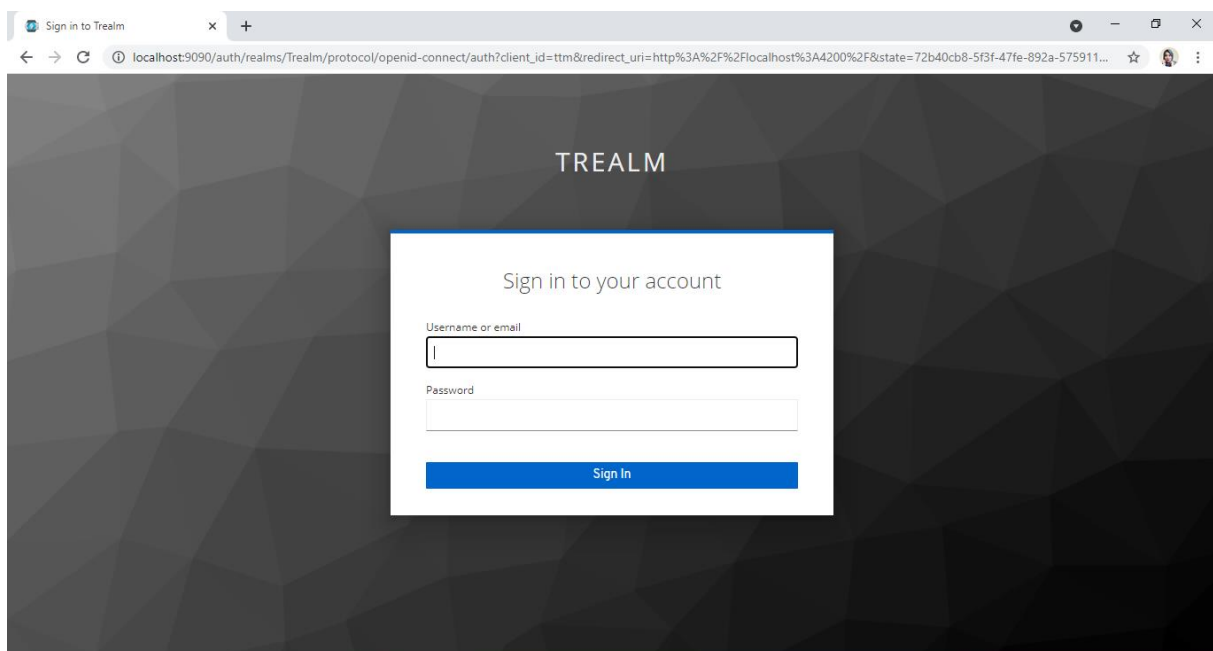 Sign in to Trealm
localhost:9090/auth/realms/Trealm/protocol/openid-connect/auth?client_id=ttm&redirect_uri=http%3A%2F%2Flocalhost%3A4200%2F&state=72b40cb8-5f3f-47fe-892a-575911...
TREALM
Sign in to your account
Username or email
Password
Sign In